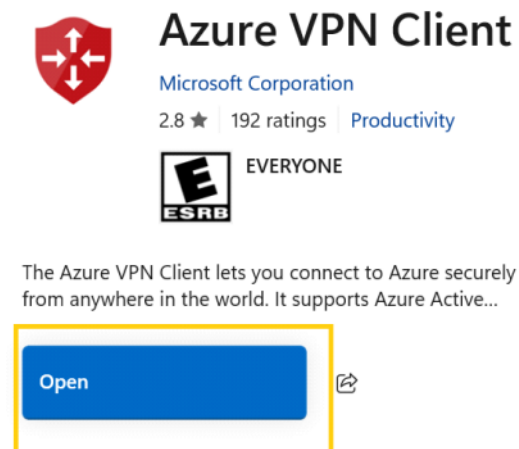 Azure VPN Client
Microsoft Corporation
2.8 ★ 192 ratings Productivity
E
ESRB
EVERYONE
The Azure VPN Client lets you connect to Azure securely
from anywhere in the world. It supports Azure Active...
Open